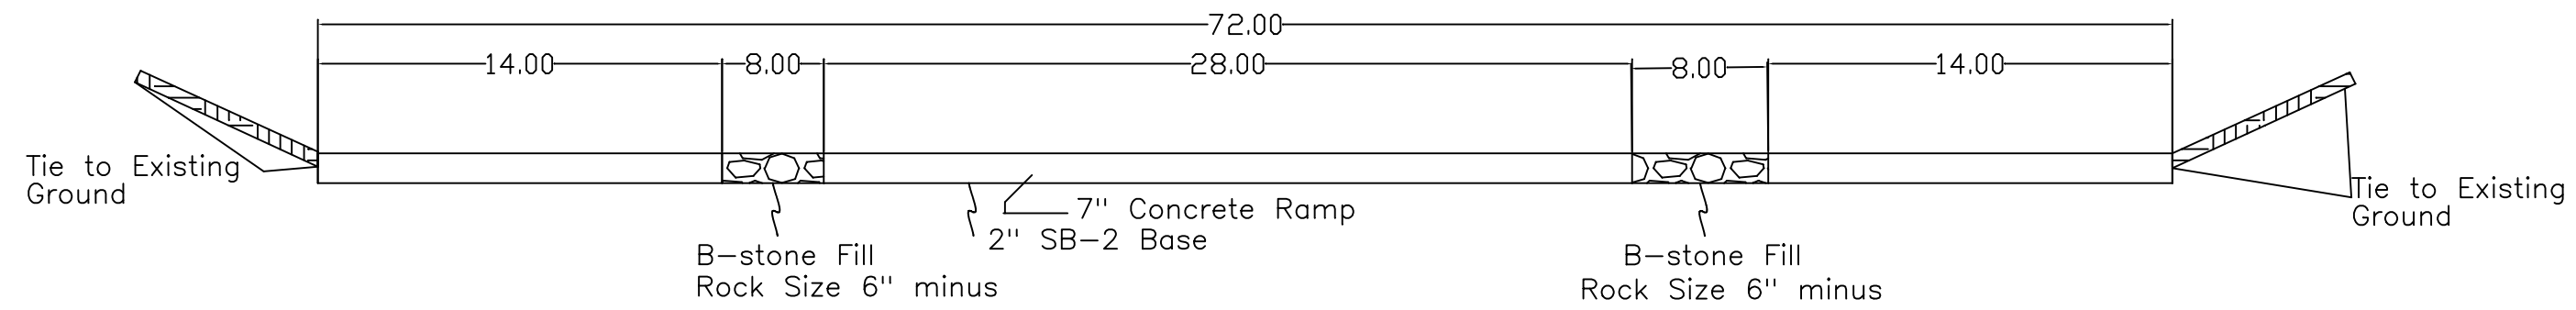 72.00
14.00
8.00
28.00
8.00
14.00
Tie to Existing
Ground
7" Concrete Ramp
2" SB-2 Base
B-stone Fill
Rock Size 6" minus
B-stone Fill
Rock Size 6" minus
Tie to Existing
Ground